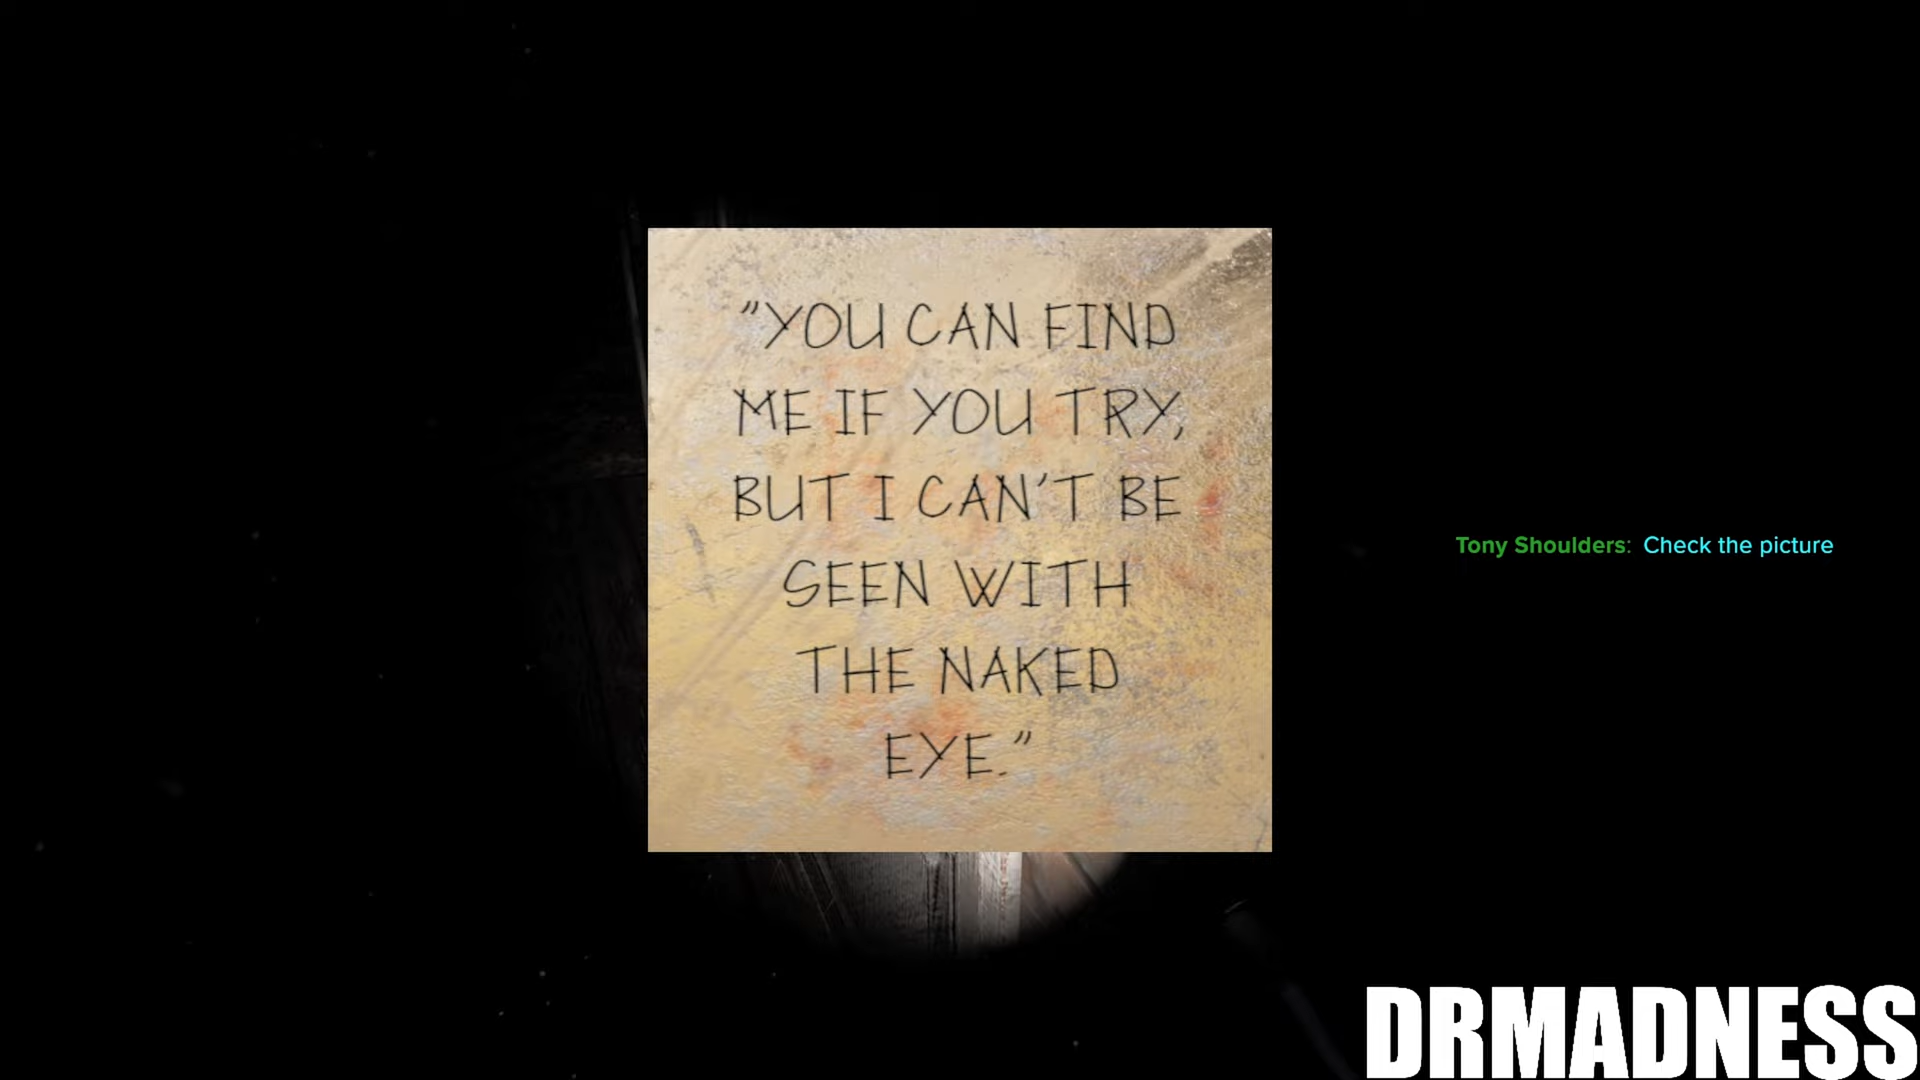 "YOU CAN FIND
ME IF YOU TRY,
BUT I CAN'T BE
SEEN WITH
THE NAKED
EYE."
Tony Shoulders: Check the picture
DRMADNESS